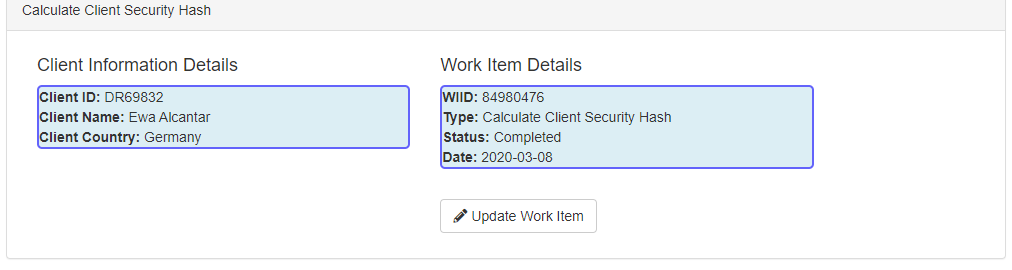 Calculate Client Security Hash
Client Information Details
Client ID: DR69832
Client Name: Ewa Alcantar
Client Country: Germany
Work Item Details
WIID: 84980476
Type: Calculate Client Security Hash
Status: Completed
Date: 2020-03-08
Update Work Item